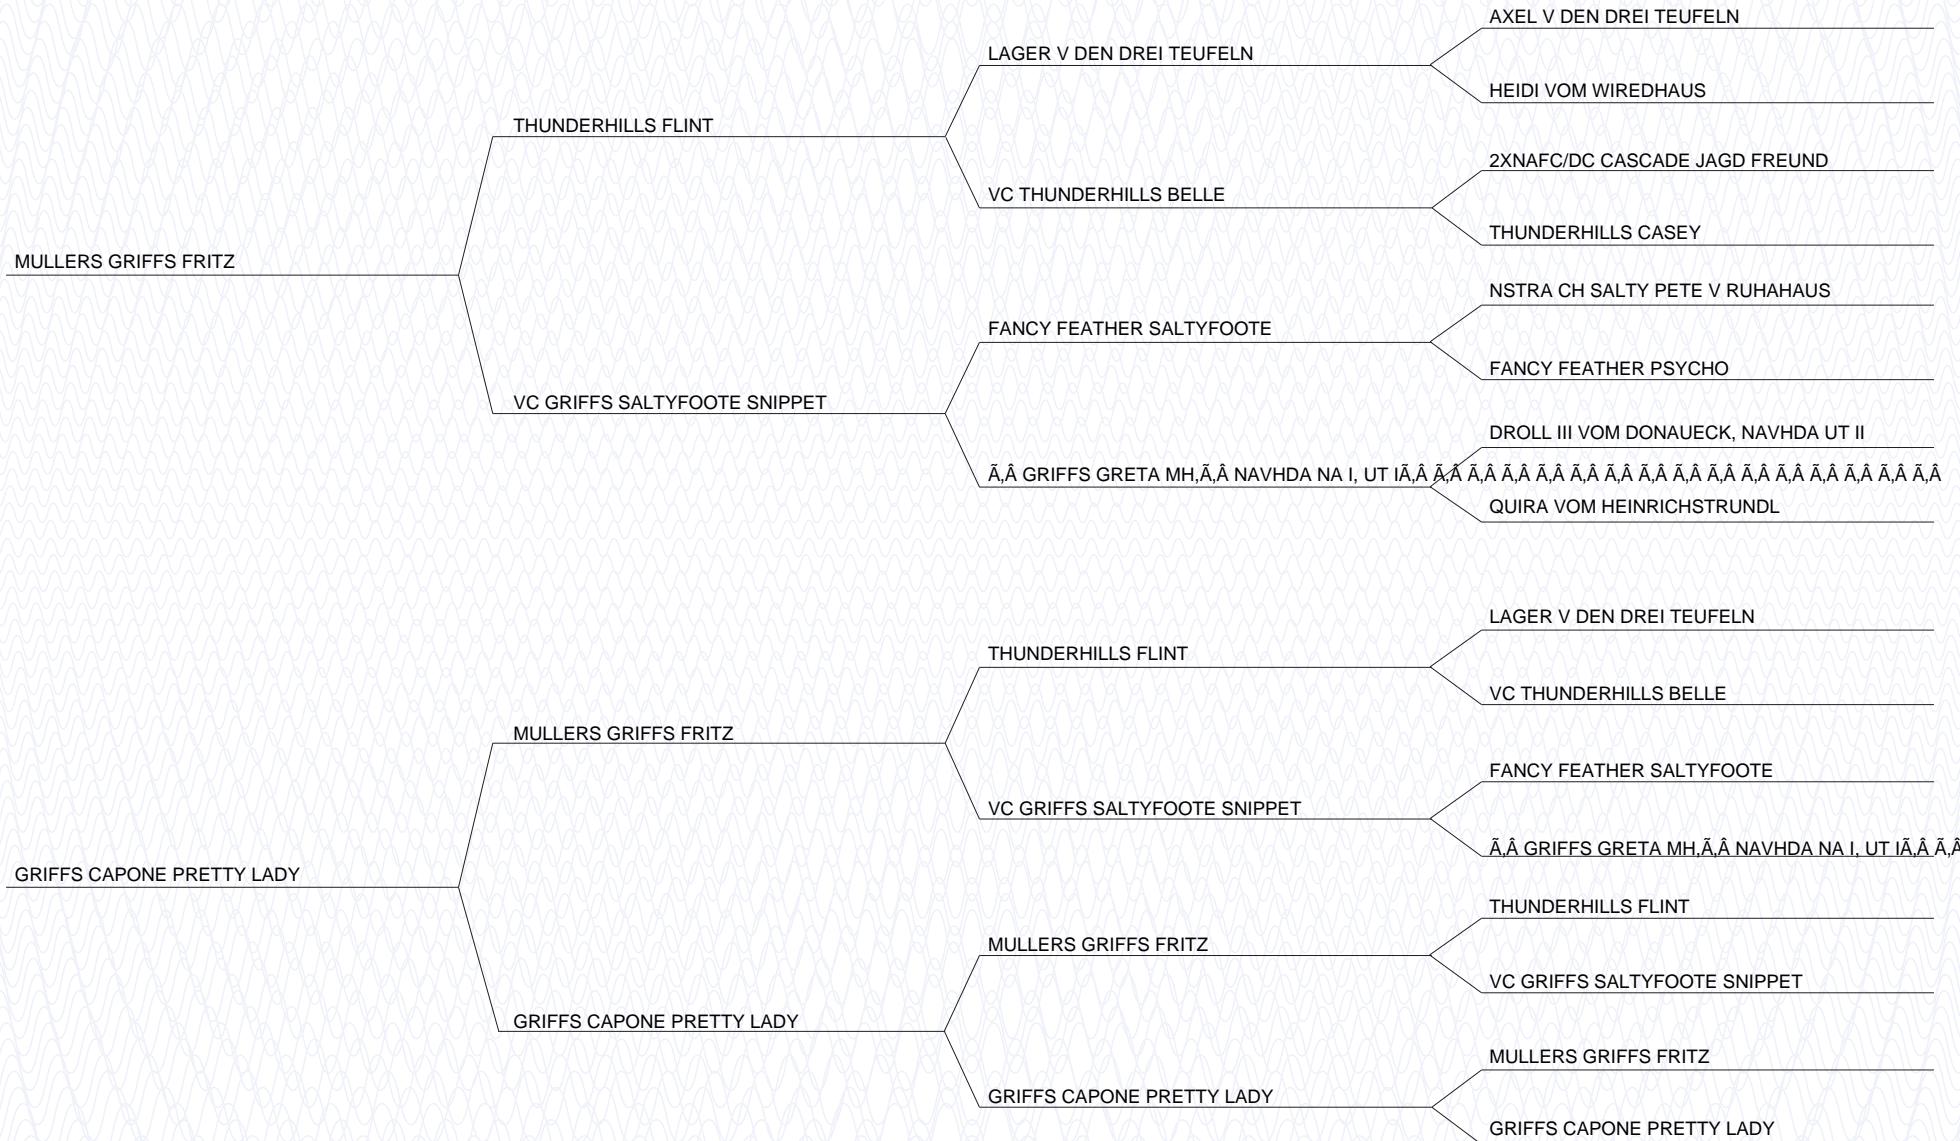 AXEL V DEN DREI TEUFELN
LAGER V DEN DREI TEUFELN
HEIDI VOM WIREDHAUS
THUNDERHILLS FLINT
2XNAFC/DC CASCADE JAGD FREUND
VC THUNDERHILLS BELLE
THUNDERHILLS CASEY
MULLERS GRIFFS FRITZ
NSTRA CH SALTY PETE V RUHAHAUS
FANCY FEATHER SALTYFOOTE
FANCY FEATHER PSYCHO
VC GRIFFS SALTYFOOTE SNIPPET
DROLL III VOM DONAUECK, NAVHDA UT II
Ã‚Â GRIFFS GRETA MH,Ã‚Â NAVHDA NA I, UT IÃ‚Â Ã‚Â Ã‚Â Ã‚Â Ã‚Â Ã‚Â Ã‚Â Ã‚Â Ã‚Â Ã‚Â Ã‚Â Ã‚Â Ã‚Â Ã‚Â Ã‚Â Ã‚Â
QUIRA VOM HEINRICHSTRUNDL
LAGER V DEN DREI TEUFELN
THUNDERHILLS FLINT
VC THUNDERHILLS BELLE
MULLERS GRIFFS FRITZ
FANCY FEATHER SALTYFOOTE
VC GRIFFS SALTYFOOTE SNIPPET
Ã‚Â GRIFFS GRETA MH,Ã‚Â NAVHDA NA I, UT IÃ‚Â Ã‚Â
GRIFFS CAPONE PRETTY LADY
THUNDERHILLS FLINT
MULLERS GRIFFS FRITZ
VC GRIFFS SALTYFOOTE SNIPPET
GRIFFS CAPONE PRETTY LADY
MULLERS GRIFFS FRITZ
GRIFFS CAPONE PRETTY LADY
GRIFFS CAPONE PRETTY LADY